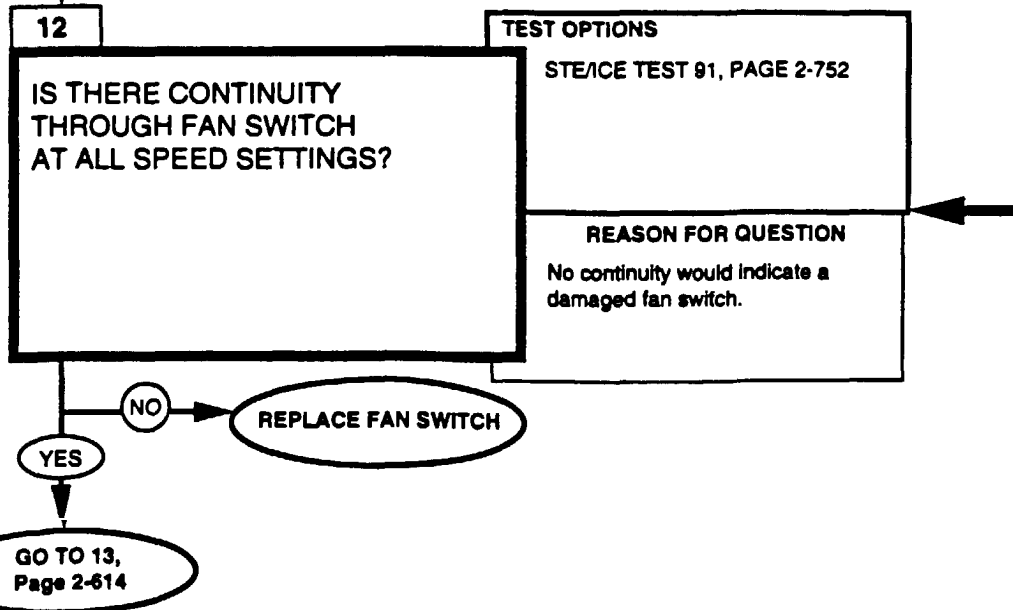 12
IS THERE CONTINUITY
THROUGH FAN SWITCH
AT ALL SPEED SETTINGS?
TEST OPTIONS
STE/ICE TEST 91, PAGE 2-752
REASON FOR QUESTION
No continuity would indicate a
damaged fan switch.
NO
REPLACE FAN SWITCH
YES
GO TO 13,
Page 2-614